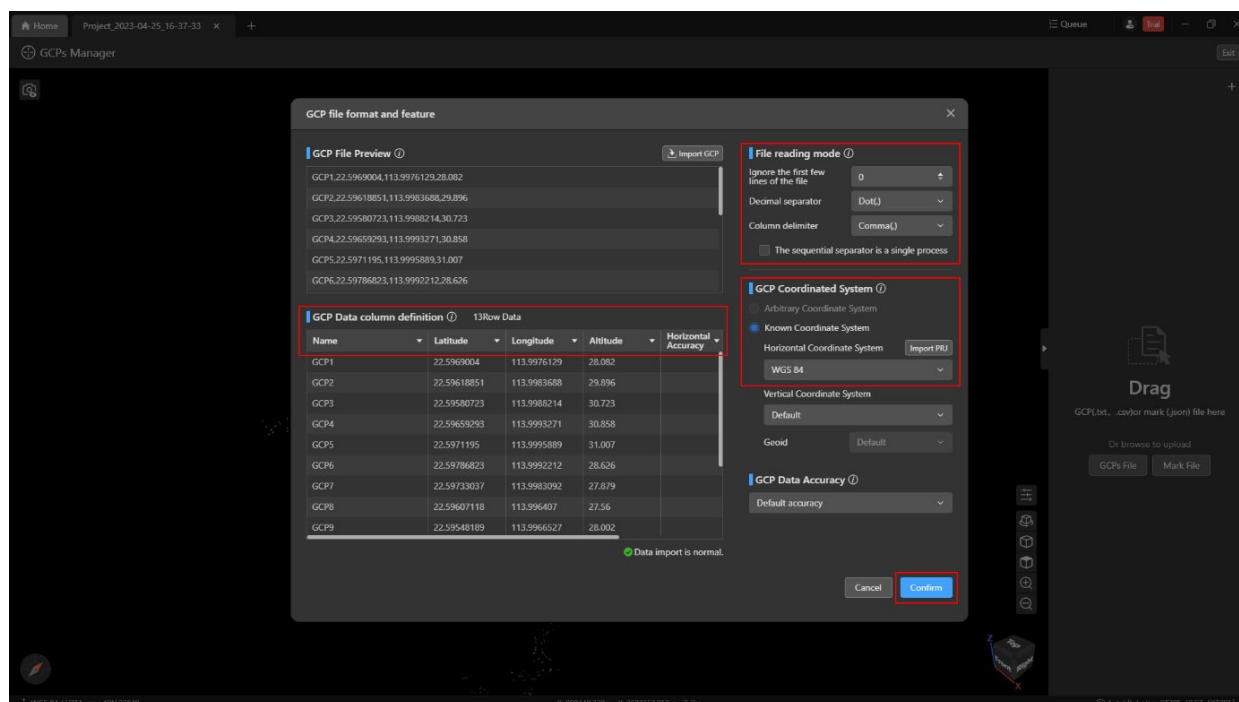 Home Project_2023-04-25_16-37-33 × + Queue Trial
GCPs Manager Exit
GCP file format and feature
GCP File Preview Import GCP
GCP1,22.5969004,113.9976129,28.082
GCP2,22.59618851,113.9983688,29.896
GCP3,22.59580723,113.9988214,30.723
GCP4,22.59659293,113.9993271,30.858
GCP5,22.5971195,113.9995889,31.007
GCP6,22.59786823,113.9992212,28.626
GCP Data column definition 13Row Data
Name Latitude Longitude Altitude Horizontal Accuracy
GCP1 22.5969004 113.9976129 28.082
GCP2 22.59618851 113.9983688 29.896
GCP3 22.59580723 113.9988214 30.723
GCP4 22.59659293 113.9993271 30.858
GCP5 22.5971195 113.9995889 31.007
GCP6 22.59786823 113.9992212 28.626
GCP7 22.59733037 113.9983092 27.879
GCP8 22.59607118 113.996407 27.56
GCP9 22.59548189 113.9966527 28.002
Data import is normal.
File reading mode
Ignore the first few
lines of the file 0
Decimal separator Dot(.)
Column delimiter Comma(,)
The sequential separator is a single process
GCP Coordinated System
Arbitrary Coordinate System
Known Coordinate System
Horizontal Coordinate System Import PRJ
WGS 84
Vertical Coordinate System
Default
Geoid Default
GCP Data Accuracy
Default accuracy
Cancel Confirm
Drag
GCP(.txt, .csv)or mark (.json) file here
Or browse to upload
GCPs File Mark File
Z
Top
Front Right
X